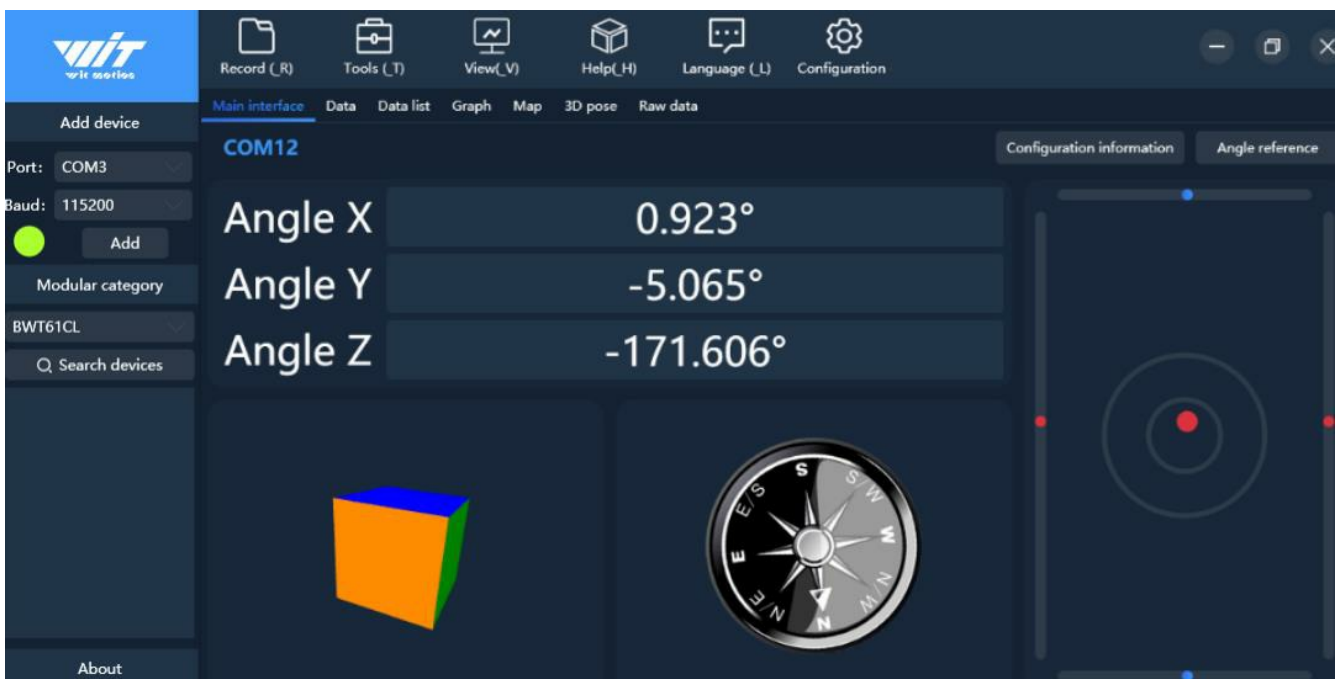 WiT
wit motion
Record (_R)
Tools (_T)
View(_V)
Help(_H)
Language (_L)
Configuration
Add device
Port: COM3
Baud: 115200
Add
Modular category
BWT61CL
Search devices
About
Main interface Data Data list Graph Map 3D pose Raw data
COM12
Configuration information
Angle reference
Angle X 0.923°
Angle Y -5.065°
Angle Z -171.606°
S
S/W
W
N/W
N
N/E
E
E/S